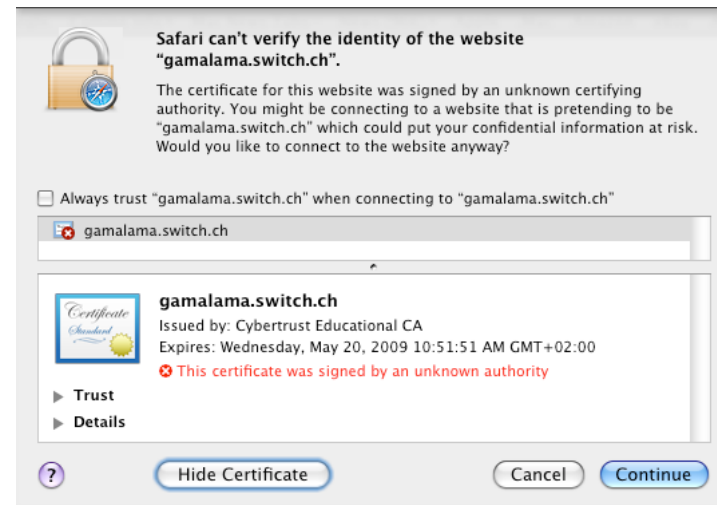 Safari can't verify the identity of the website
“gamalama.switch.ch”.
The certificate for this website was signed by an unknown certifying
authority. You might be connecting to a website that is pretending to be
“gamalama.switch.ch” which could put your confidential information at risk.
Would you like to connect to the website anyway?
Always trust “gamalama.switch.ch” when connecting to “gamalama.switch.ch”
gamalama.switch.ch
Certificate
Standard
gamalama.switch.ch
Issued by: Cybertrust Educational CA
Expires: Wednesday, May 20, 2009 10:51:51 AM GMT+02:00
This certificate was signed by an unknown authority
Trust
Details
? Hide Certificate Cancel Continue